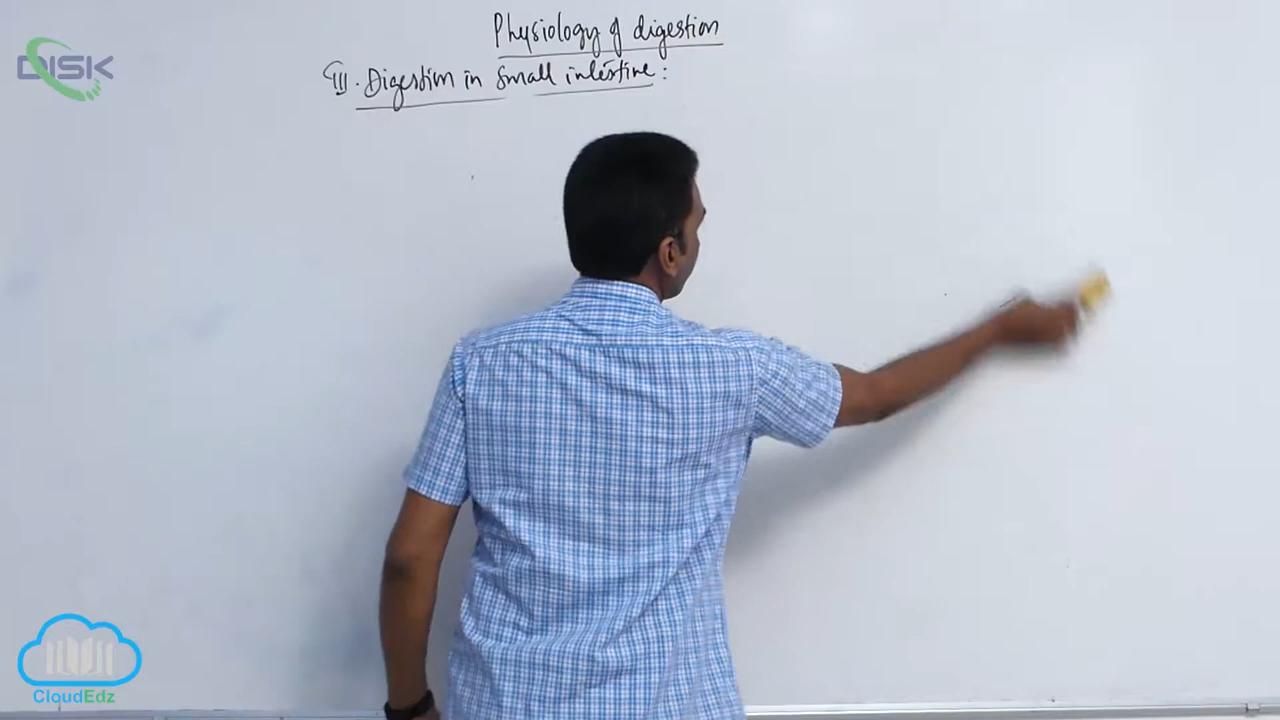 Physiology of digestion
III. Digestion in small intestine:
DISK
CloudEdz